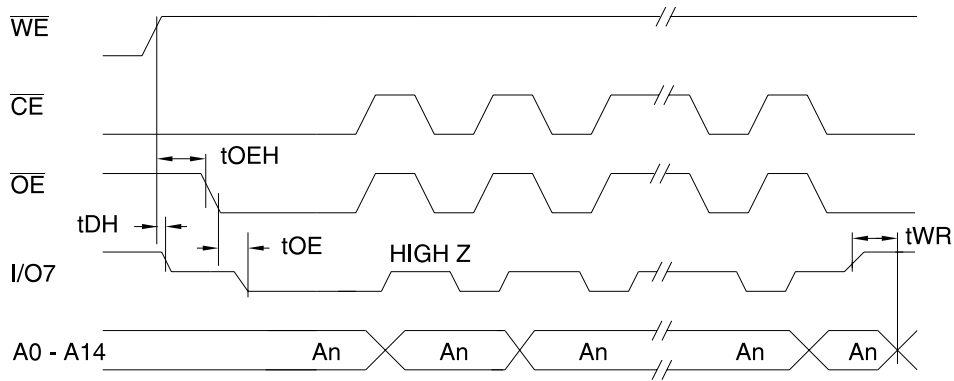 WE
CE
tOEH
OE
tDH
tOE
HIGH Z
tWR
I/O7
A0 - A14 An An An An An